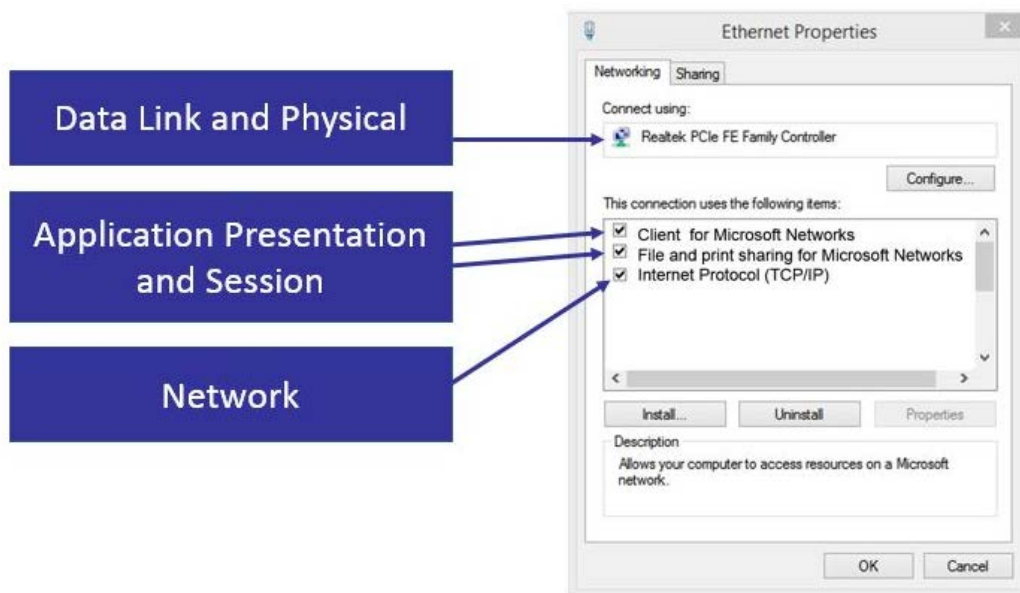 Data Link and Physical
Application Presentation
and Session
Network
Ethernet Properties
Networking
Sharing
Connect using:
Realtek PCIe FE Family Controller
Configure...
This connection uses the following items:
Client for Microsoft Networks
File and print sharing for Microsoft Networks
Internet Protocol (TCP/IP)
Install...
Uninstall
Properties
Description
Allows your computer to access resources on a Microsoft
network.
OK
Cancel